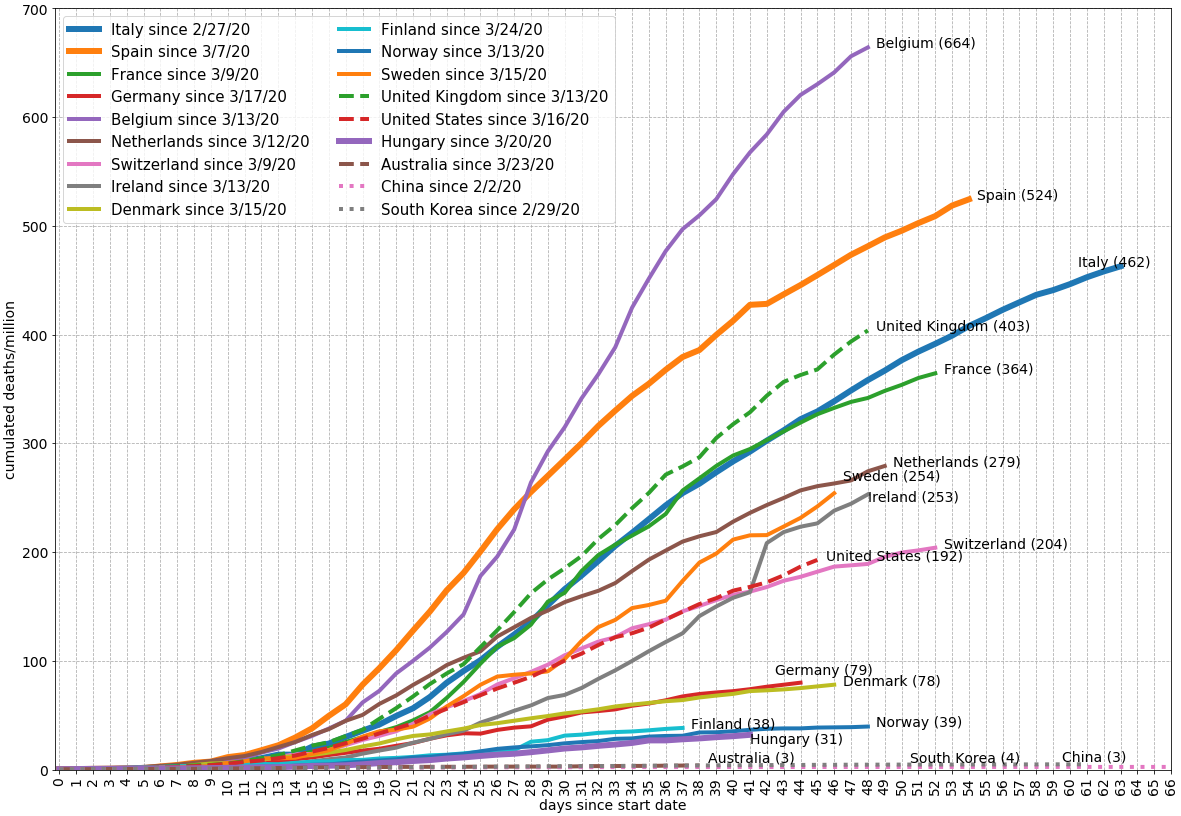 700
600
500
400
300
200
100
0
cumulated deaths/million
Italy since 2/27/20
Spain since 3/7/20
France since 3/9/20
Germany since 3/17/20
Belgium since 3/13/20
Netherlands since 3/12/20
Switzerland since 3/9/20
Ireland since 3/13/20
Denmark since 3/15/20
Finland since 3/24/20
Norway since 3/13/20
Sweden since 3/15/20
United Kingdom since 3/13/20
United States since 3/16/20
Hungary since 3/20/20
Australia since 3/23/20
China since 2/2/20
South Korea since 2/29/20
Belgium (664)
Spain (524)
Italy (462)
United Kingdom (403)
France (364)
Netherlands (279)
Sweden (254)
Ireland (253)
Switzerland (204)
United States (192)
Germany (79)
Denmark (78)
Finland (38)
Norway (39)
Hungary (31)
Australia (3)
South Korea (4)
China (3)
0 1 2 3 4 5 6 7 8 9 10 11 12 13 14 15 16 17 18 19 20 21 22 23 24 25 26 27 28 29 30 31 32 33 34 35 36 37 38 39 40 41 42 43 44 45 46 47 48 49 50 51 52 53 54 55 56 57 58 59 60 61 62 63 64 65 66
days since start date